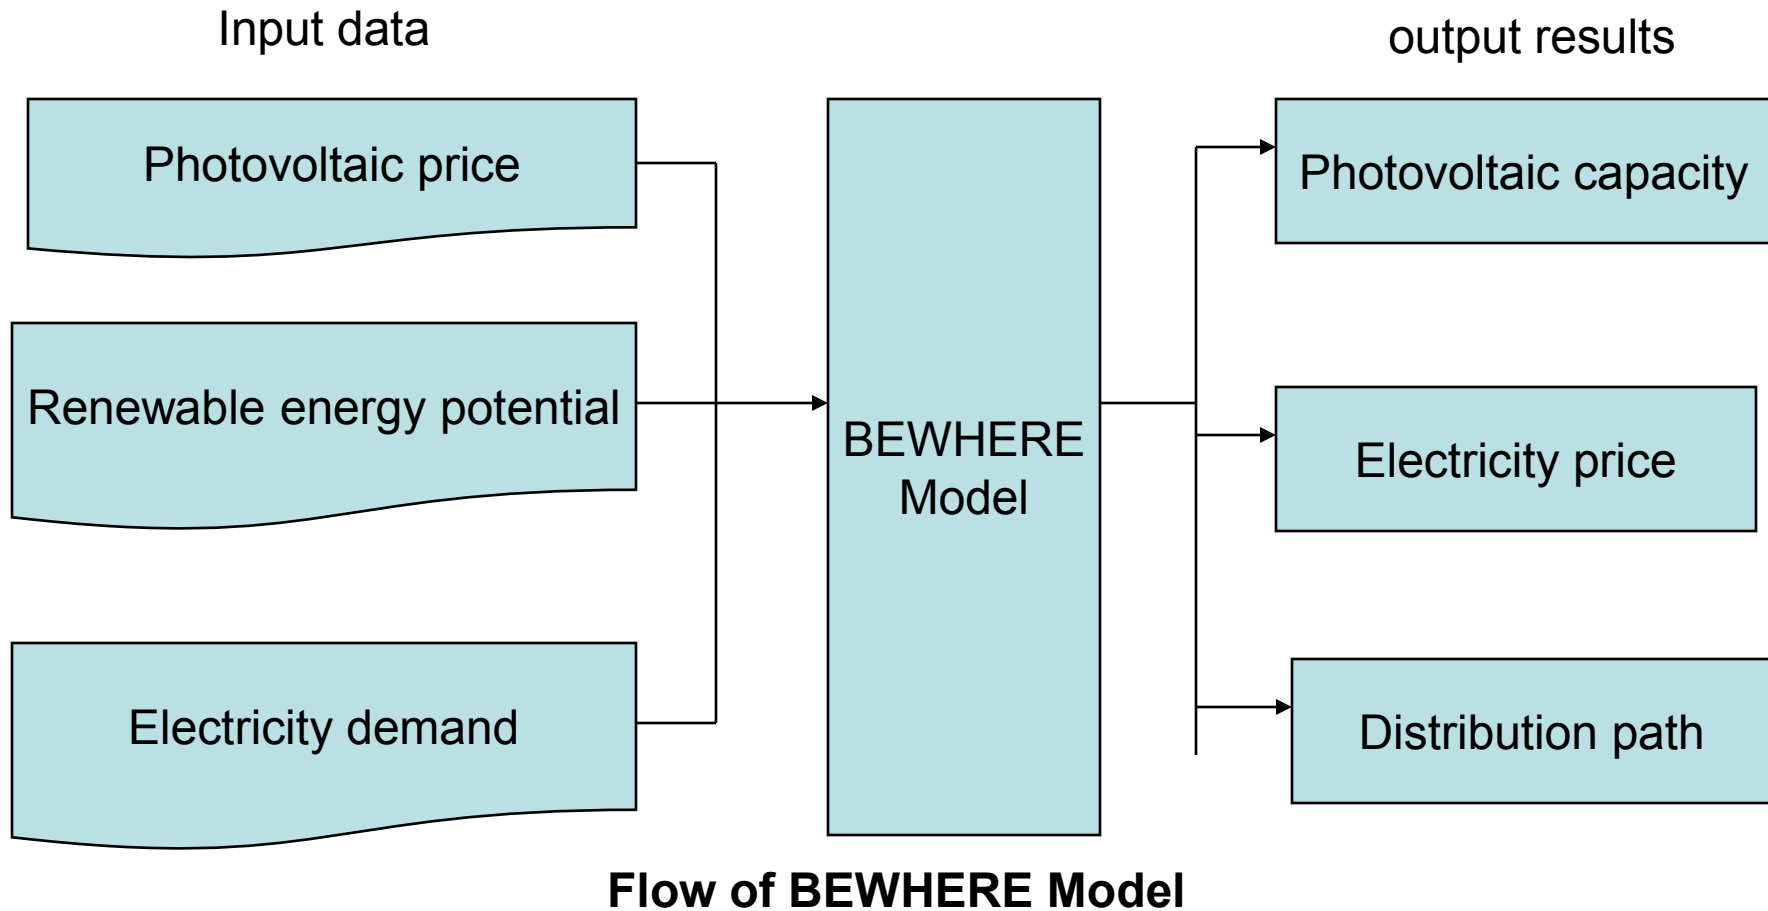 Input data
output results
Photovoltaic price
Photovoltaic capacity
Renewable energy potential
BEWHERE
Model
Electricity price
Electricity demand
Distribution path
Flow of BEWHERE Model